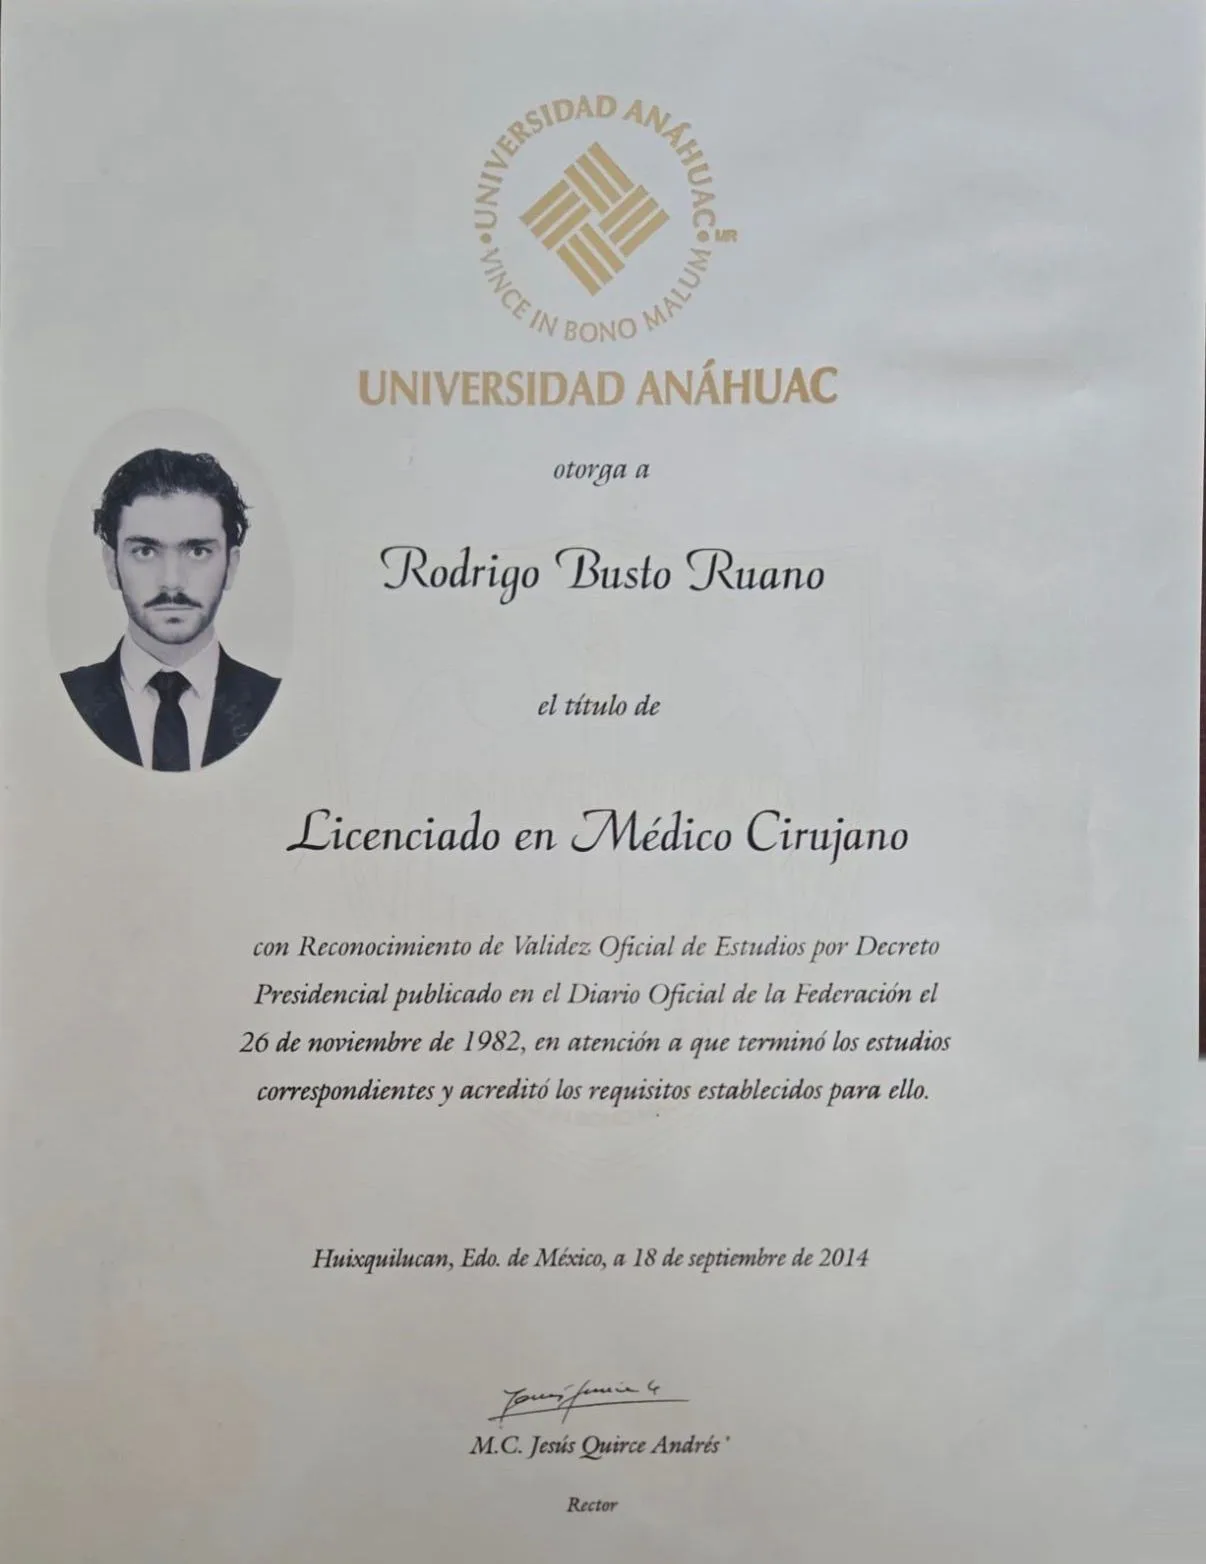 UNIVERSIDAD ANÁHUAC
MR
VINCE IN BONO MALUM
UNIVERSIDAD ANÁHUAC
otorga a
Rodrigo Busto Ruano
el título de
Licenciado en Médico Cirujano
con Reconocimiento de Validez Oficial de Estudios por Decreto
Presidencial publicado en el Diario Oficial de la Federación el
26 de noviembre de 1982, en atención a que terminó los estudios
correspondientes y acreditó los requisitos establecidos para ello.
Huixquilucan, Edo. de México, a 18 de septiembre de 2014
M.C. Jesús Quirce Andrés
Rector